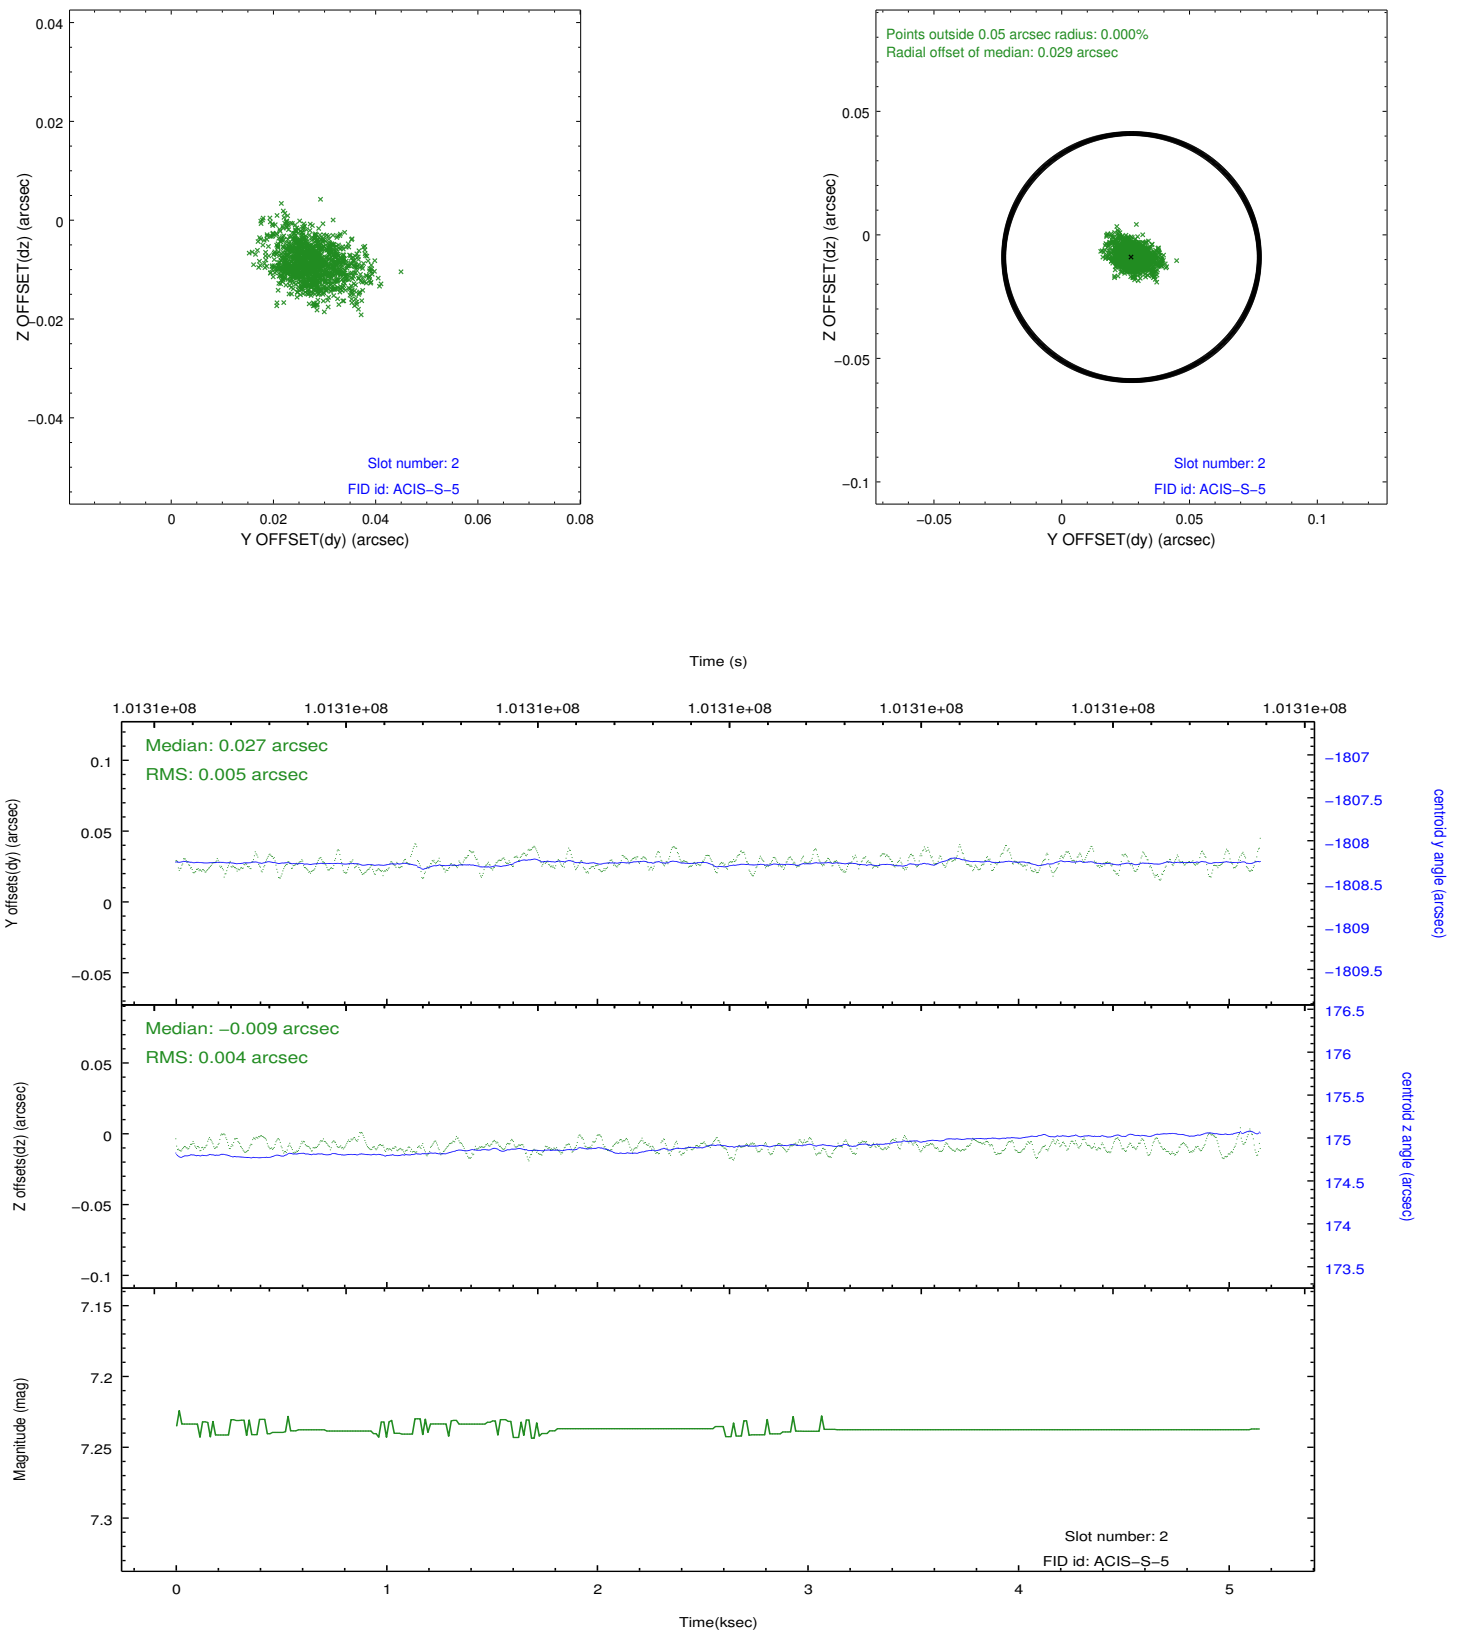 0.04
0.02
0
−0.02
−0.04
Z OFFSET(dz) (arcsec)
Slot number: 2
FID id: ACIS−S−5
0 0.02 0.04 0.06 0.08
Y OFFSET(dy) (arcsec)
Points outside 0.05 arcsec radius: 0.000%
Radial offset of median: 0.029 arcsec
0.05
0
−0.05
−0.1
Z OFFSET(dz) (arcsec)
Slot number: 2
FID id: ACIS−S−5
−0.05 0 0.05 0.1
Y OFFSET(dy) (arcsec)
Time (s)
1.0131e+08 1.0131e+08 1.0131e+08 1.0131e+08 1.0131e+08 1.0131e+08 1.0131e+08
Median: 0.027 arcsec
RMS: 0.005 arcsec
0.1
0.05
0
−0.05
Y offsets(dy) (arcsec)
−1807
−1807.5
−1808
−1808.5
−1809
−1809.5
centroid y angle (arcsec)
Median: −0.009 arcsec
RMS: 0.004 arcsec
0.05
0
−0.05
−0.1
Z offsets(dz) (arcsec)
176.5
176
175.5
175
174.5
174
173.5
centroid z angle (arcsec)
7.15
7.2
7.25
7.3
Magnitude (mag)
Slot number: 2
FID id: ACIS−S−5
0 1 2 3 4 5
Time(ksec)